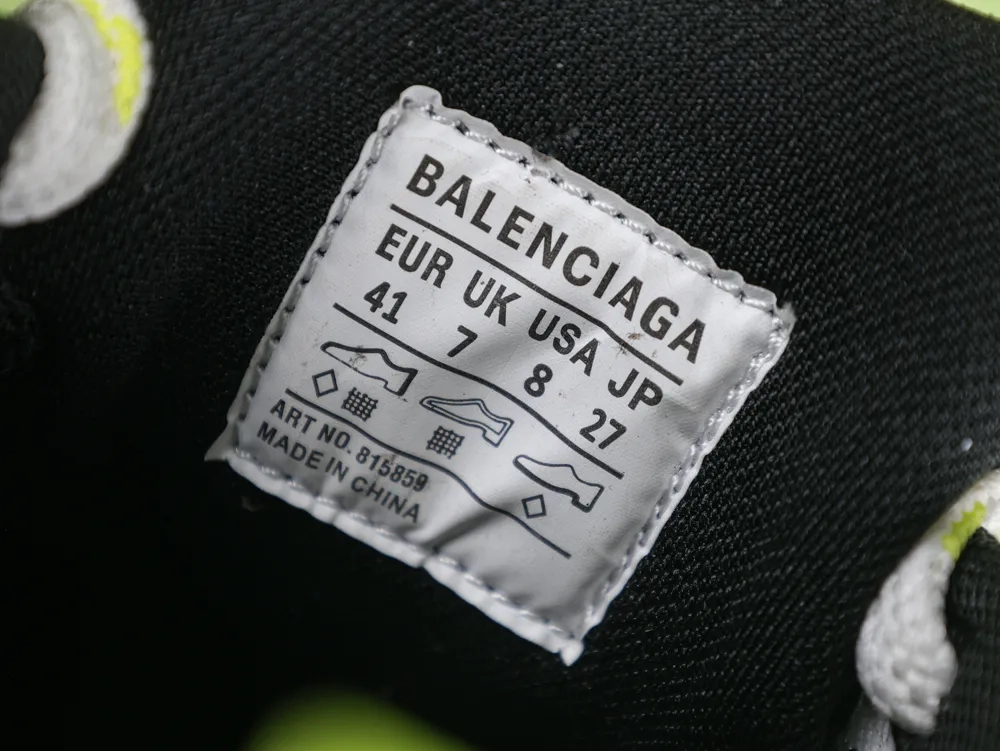 BALENCIAGA
EUR UK USA JP
41 7 8 27
ART NO. 815859
MADE IN CHINA